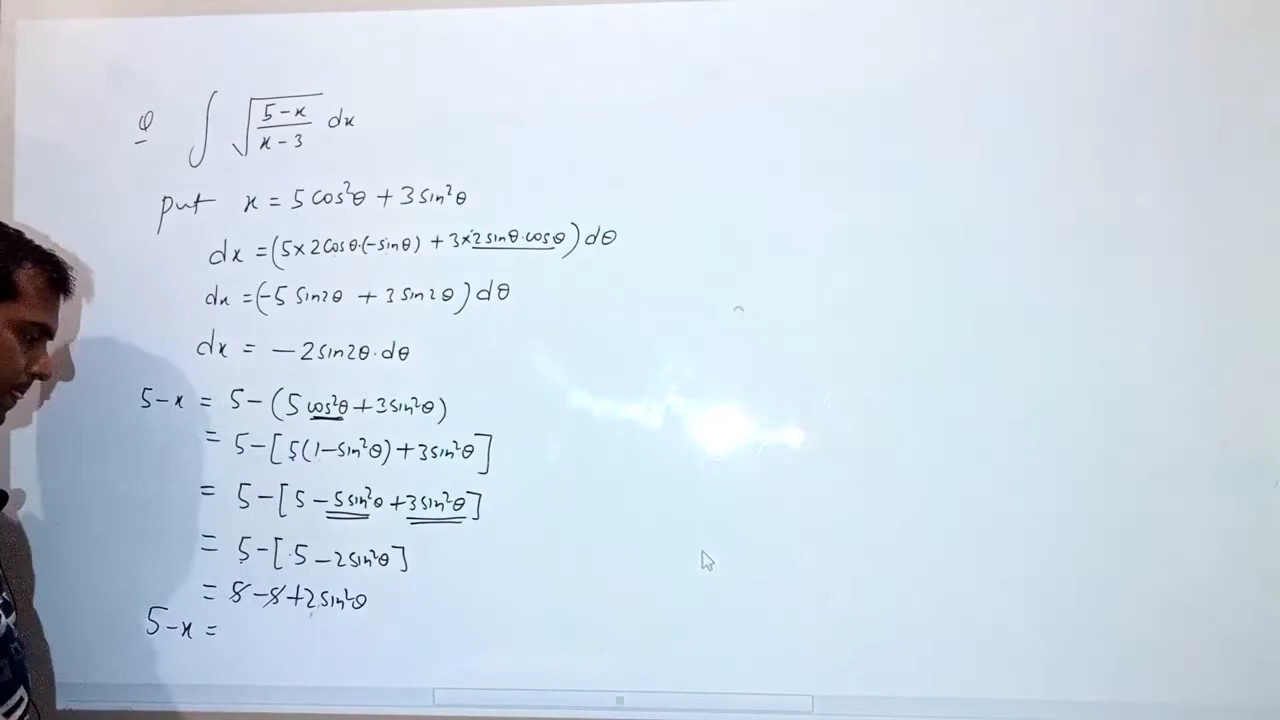 Q ∫ √((5-x)/(x-3)) dx
put x = 5cos²θ + 3sin²θ
dx = (5×2cosθ·(-sinθ) + 3×2sinθ·cosθ) dθ
dx = (-5 sin2θ + 3 sin2θ) dθ
dx = -2sin2θ·dθ
5-x = 5-(5cos²θ+3sin²θ)
= 5-[5(1-sin²θ)+3sin²θ]
= 5-[5-5sin²θ+3sin²θ]
= 5-[5-2sin²θ]
= 5-5+2sin²θ
5-x =